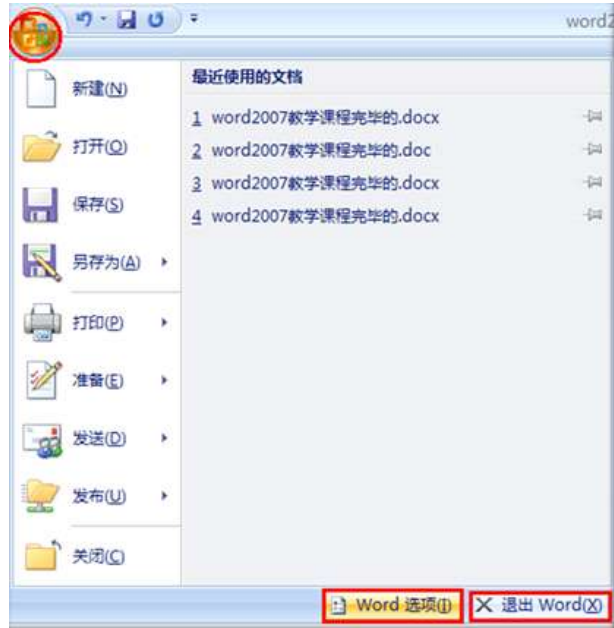 word2
新建(N)
打开(O)
保存(S)
另存为(A)
打印(P)
准备(E)
发送(D)
发布(U)
关闭(C)
最近使用的文档
1 word2007教学课程完毕的.docx
2 word2007教学课程完毕的.doc
3 word2007教学课程完毕的.docx
4 word2007教学课程完毕的.docx
Word 选项(I)
退出 Word(X)